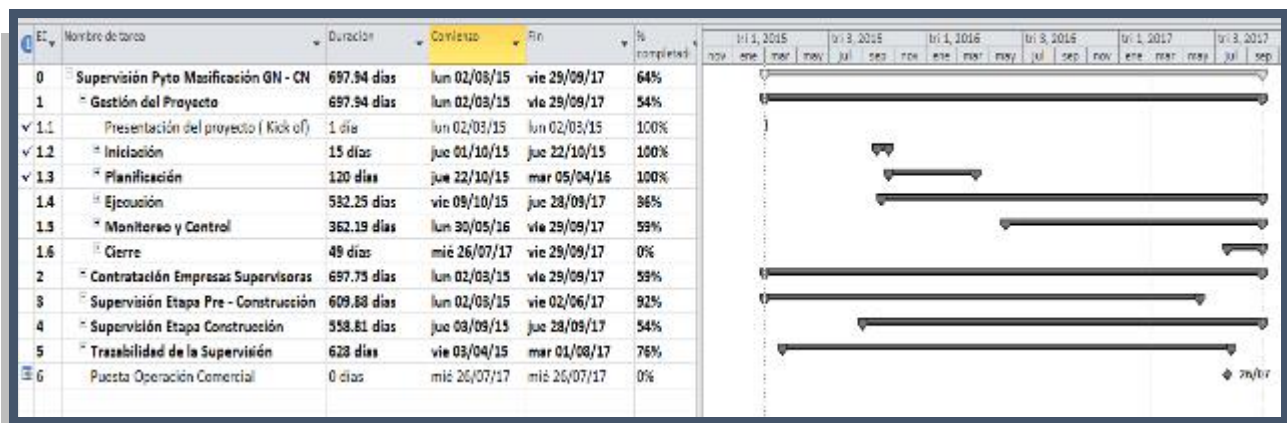 EI Nombre de tarea Duración Comienzo Fin % completad
0 Supervisión Pyto Masificación GN - CN 697.94 días lun 02/03/15 vie 29/09/17 64%
1 Gestión del Proyecto 697.94 días lun 02/03/15 vie 29/09/17 54%
1.1 Presentación del proyecto ( Kick of) 1 día lun 02/03/15 lun 02/03/15 100%
1.2 Iniciación 15 días jue 01/10/15 jue 22/10/15 100%
1.3 Planificación 120 días jue 22/10/15 mar 05/04/16 100%
1.4 Ejecución 532.25 días vie 09/10/15 jue 28/09/17 36%
1.5 Monitoreo y Control 362.19 días lun 30/05/16 vie 29/09/17 59%
1.6 Cierre 49 días mié 26/07/17 vie 29/09/17 0%
2 Contratación Empresas Supervisoras 697.75 días lun 02/03/15 vie 29/09/17 59%
3 Supervisión Etapa Pre - Construcción 609.88 días lun 02/03/15 vie 02/06/17 92%
4 Supervisión Etapa Construcción 558.81 días jue 03/09/15 jue 28/09/17 54%
5 Trazabilidad de la Supervisión 628 días vie 03/04/15 mar 01/08/17 76%
6 Puesta Operación Comercial 0 días mié 26/07/17 mié 26/07/17 0%
tri 1, 2015 tri 3, 2015 tri 1, 2016 tri 3, 2016 tri 1, 2017 tri 3, 2017
nov ene mar may jul sep nov ene mar may jul sep nov ene mar may jul sep
26/07